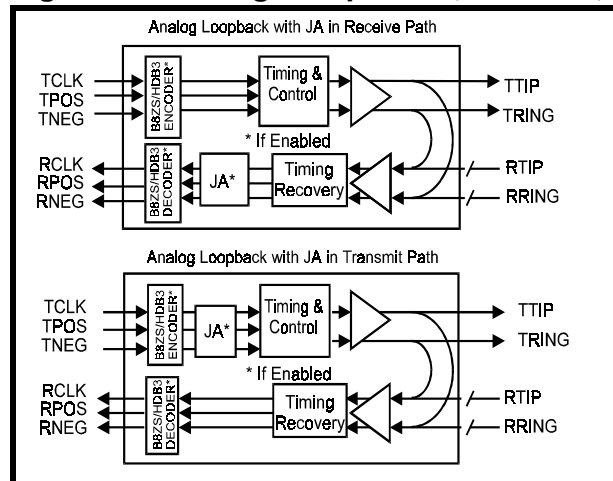 Analog Loopback with JA in Receive Path
TCLK
TPOS
TNEG
B8ZS/HDB3
ENCODER*
Timing &
Control
TTIP
TRING
* If Enabled
RCLK
RPOS
RNEG
B8ZS/HDB3
DECODER*
JA*
Timing
Recovery
RTIP
RRING
Analog Loopback with JA in Transmit Path
TCLK
TPOS
TNEG
B8ZS/HDB3
ENCODER*
JA*
Timing &
Control
TTIP
TRING
* If Enabled
RCLK
RPOS
RNEG
B8ZS/HDB3
DECODER*
Timing
Recovery
RTIP
RRING